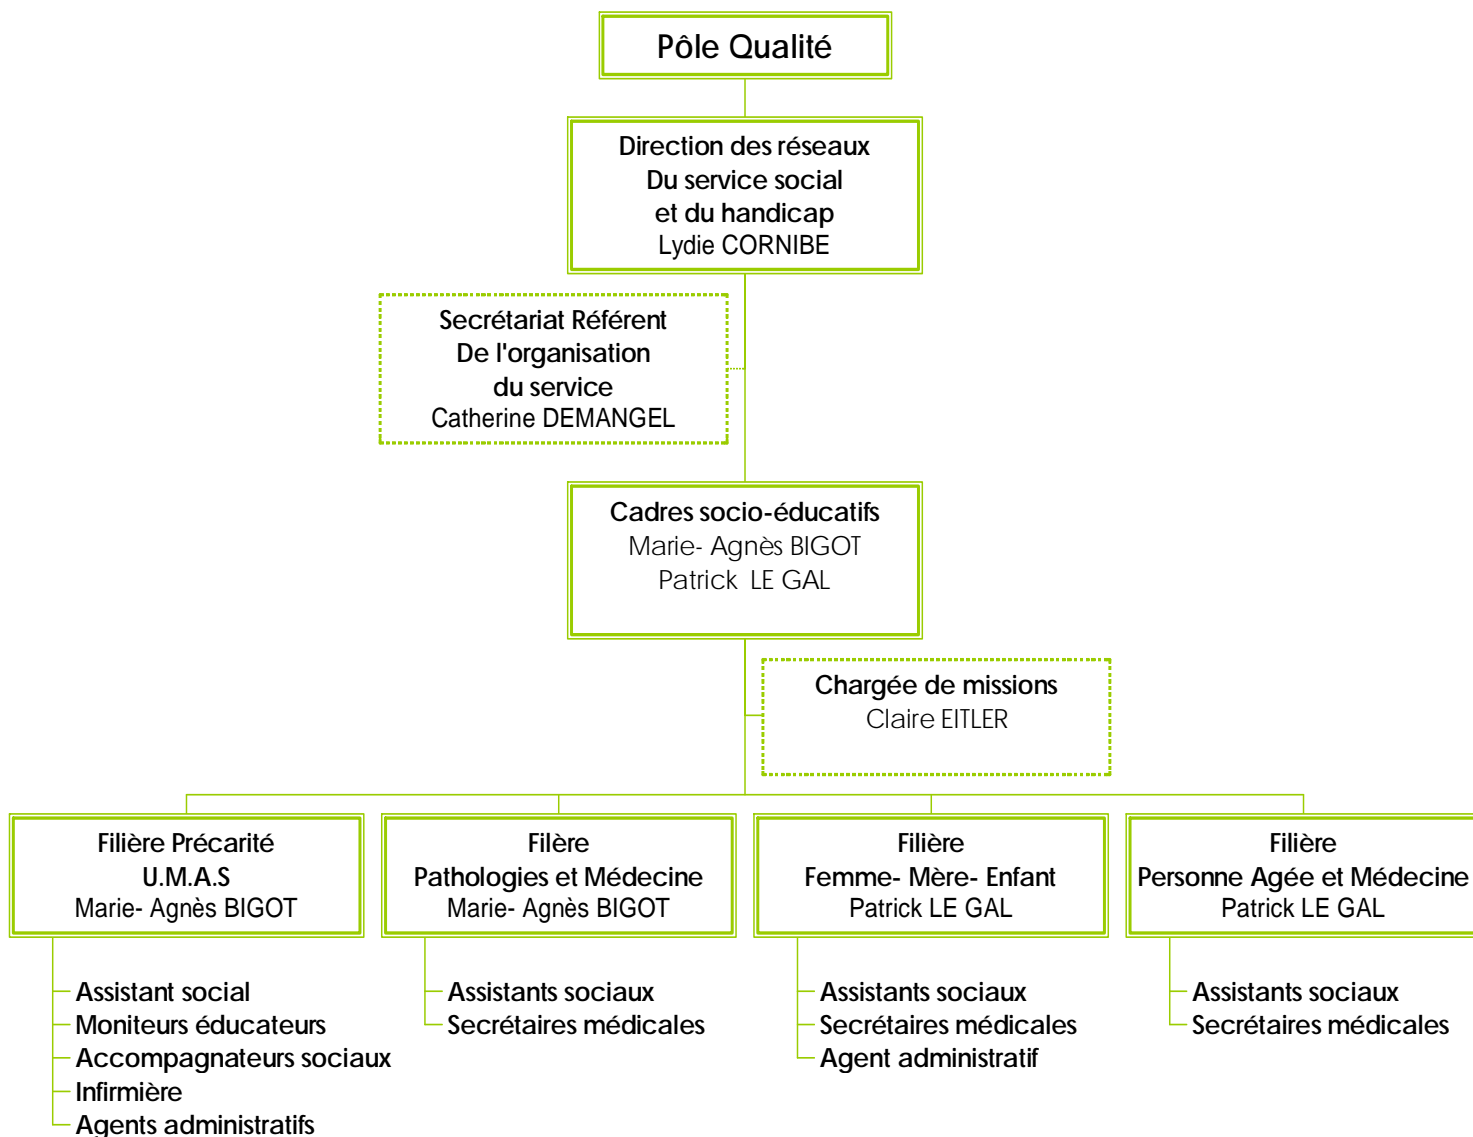 Pôle Qualité
Direction des réseaux
Du service social
et du handicap
Lydie CORNIBE
Secrétariat Référent
De l'organisation
du service
Catherine DEMANGEL
Cadres socio-éducatifs
Marie- Agnès BIGOT
Patrick LE GAL
Chargée de missions
Claire EITLER
Filière Précarité
U.M.A.S
Marie- Agnès BIGOT
Assistant social
Moniteurs éducateurs
Accompagnateurs sociaux
Infirmière
Agents administratifs
Filère
Pathologies et Médecine
Marie- Agnès BIGOT
Assistants sociaux
Secrétaires médicales
Filière
Femme- Mère- Enfant
Patrick LE GAL
Assistants sociaux
Secrétaires médicales
Agent administratif
Filière
Personne Agée et Médecine
Patrick LE GAL
Assistants sociaux
Secrétaires médicales